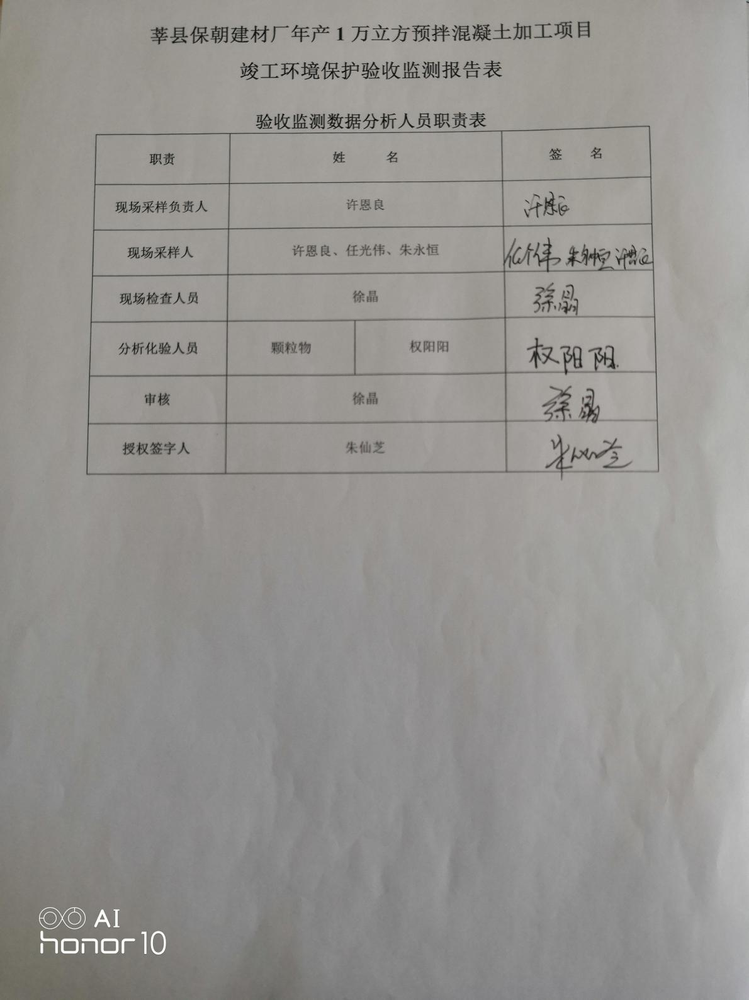 莘县保朝建材厂年产 1 万立方预拌混凝土加工项目
竣工环境保护验收监测报告表
验收监测数据分析人员职责表
职责 姓 名 签 名
现场采样负责人 许恩良 许恩良
现场采样人 许恩良、任光伟、朱永恒 任光伟 朱永恒 许恩良
现场检查人员 徐晶 徐晶
分析化验人员 颗粒物 权阳阳 权阳阳
审核 徐晶 徐晶
授权签字人 朱仙芝 朱仙芝
AI
honor 10